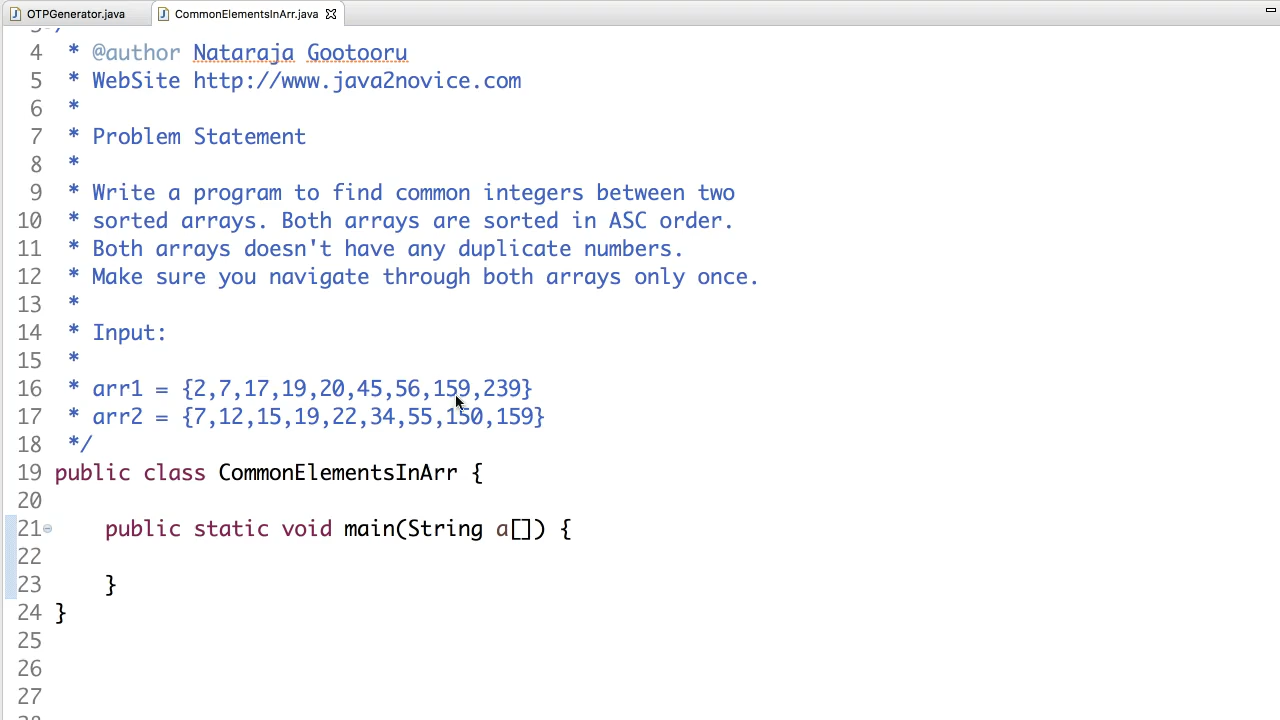 OTPGenerator.java
CommonElementsInArr.java
4 * @author Nataraja Gootooru
5 * WebSite http://www.java2novice.com
6 *
7 * Problem Statement
8 *
9 * Write a program to find common integers between two
10 * sorted arrays. Both arrays are sorted in ASC order.
11 * Both arrays doesn't have any duplicate numbers.
12 * Make sure you navigate through both arrays only once.
13 *
14 * Input:
15 *
16 * arr1 = {2,7,17,19,20,45,56,159,239}
17 * arr2 = {7,12,15,19,22,34,55,150,159}
18 */
19 public class CommonElementsInArr {
20
21 public static void main(String a[]) {
22
23 }
24 }
25
26
27